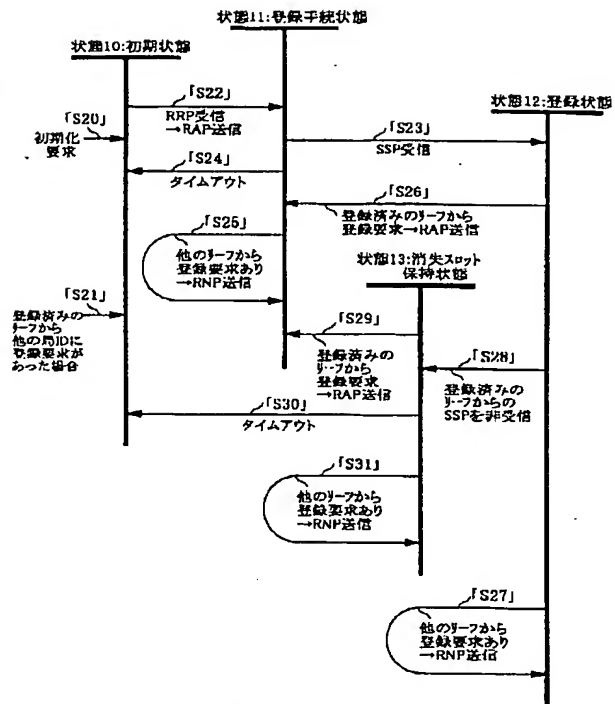 状態11:登録手続状態
状態10:初期状態
状態12:登録状態
「S22」
RRP受信
→RAP送信
「S20」
初期化
要求
「S23」
SSP受信
「S24」
タイムアウト
「S26」
登録済みのリーフから
登録要求→RAP送信
「S25」
他のリーフから
登録要求あり
→RNP送信
状態13:消失スロット
保持状態
「S21」
登録済みの
リーフから
他の局IDに
登録要求が
あった場合
「S29」
登録済みの
リーフから
登録要求
→RAP送信
「S28」
登録済みの
リーフからの
SSPを非受信
「S30」
タイムアウト
「S31」
他のリーフから
登録要求あり
→RNP送信
「S27」
他のリーフから
登録要求あり
→RNP送信